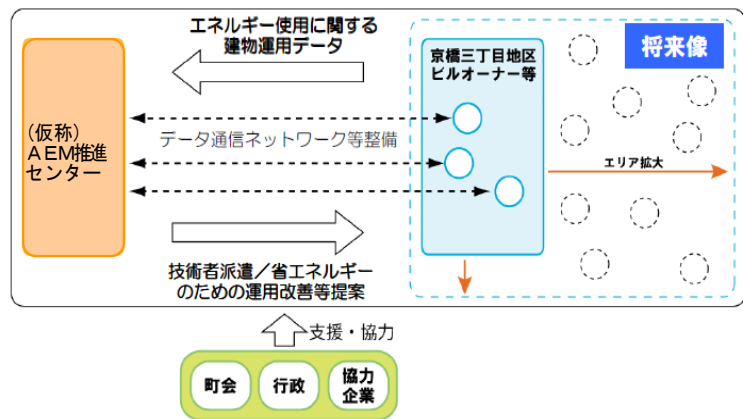 エネルギー使用に関する
建物運用データ
京橋三丁目地区
ビルオーナー等
将来像
（仮称）
ＡＥＭ推進
センター
データ通信ネットワーク等整備
エリア拡大
技術者派遣／省エネルギー
のための運用改善等提案
支援・協力
町会
行政
協力
企業